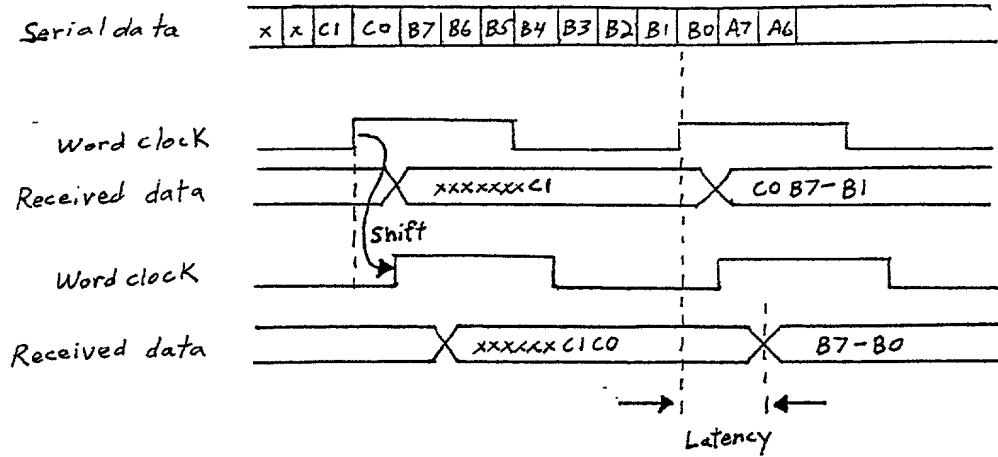 Serial data x x C1 C0 B7 B6 B5 B4 B3 B2 B1 B0 A7 A6
Word clock
Received data xxxxxxxC1 C0 B7-B1
Shift
Word clock
Received data xxxxxxC1C0 B7-B0
Latency